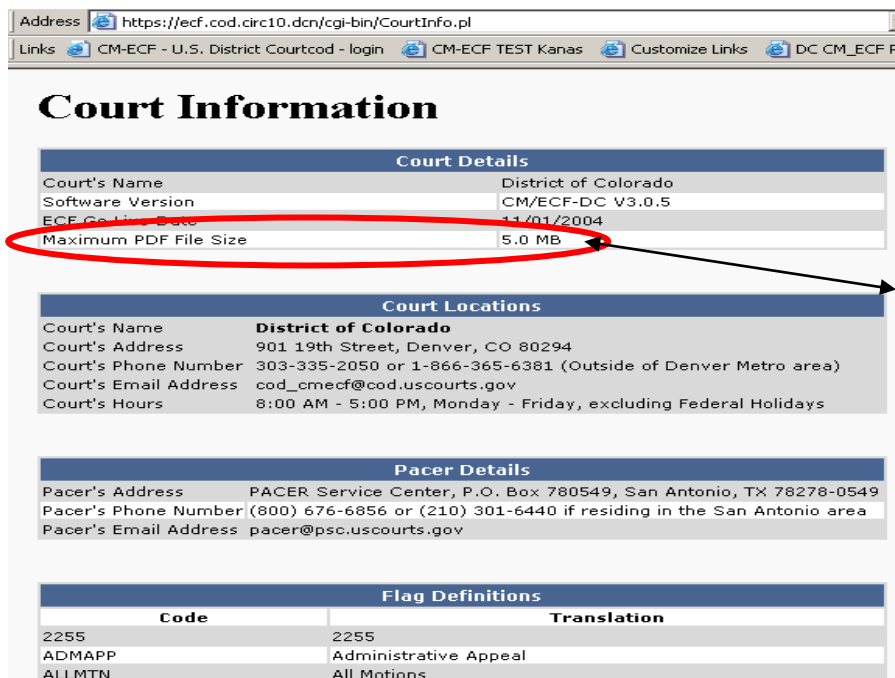 Address https://ecf.cod.circ10.dcn/cgi-bin/CourtInfo.pl
Links CM-ECF - U.S. District Courtcod - login CM-ECF TEST Kanas Customize Links DC CM_ECF
Court Information
Court Details
Court's Name District of Colorado
Software Version CM/ECF-DC V3.0.5
ECF Go Live Date 11/01/2004
Maximum PDF File Size 5.0 MB
Court Locations
Court's Name District of Colorado
Court's Address 901 19th Street, Denver, CO 80294
Court's Phone Number 303-335-2050 or 1-866-365-6381 (Outside of Denver Metro area)
Court's Email Address cod_cmecf@cod.uscourts.gov
Court's Hours 8:00 AM - 5:00 PM, Monday - Friday, excluding Federal Holidays
Pacer Details
Pacer's Address PACER Service Center, P.O. Box 780549, San Antonio, TX 78278-0549
Pacer's Phone Number (800) 676-6856 or (210) 301-6440 if residing in the San Antonio area
Pacer's Email Address pacer@psc.uscourts.gov
Flag Definitions
Code Translation
2255 2255
ADMAPP Administrative Appeal
ALLMTN All Motions